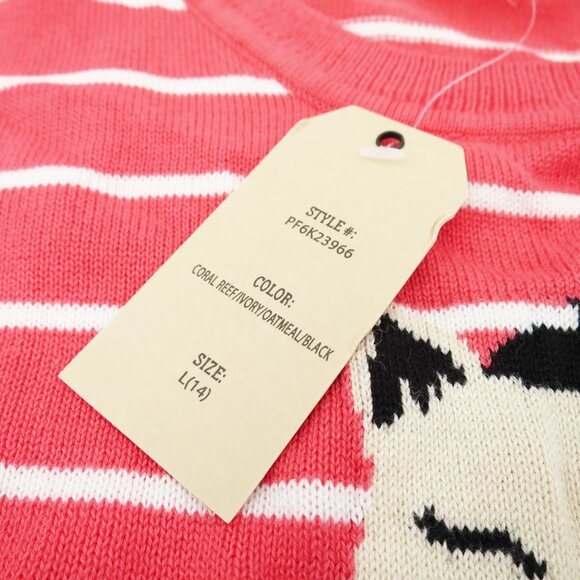 STYLE #:
PF6K23966
COLOR:
CORAL REEF/IVORY/OATMEAL/BLACK
SIZE:
L(14)